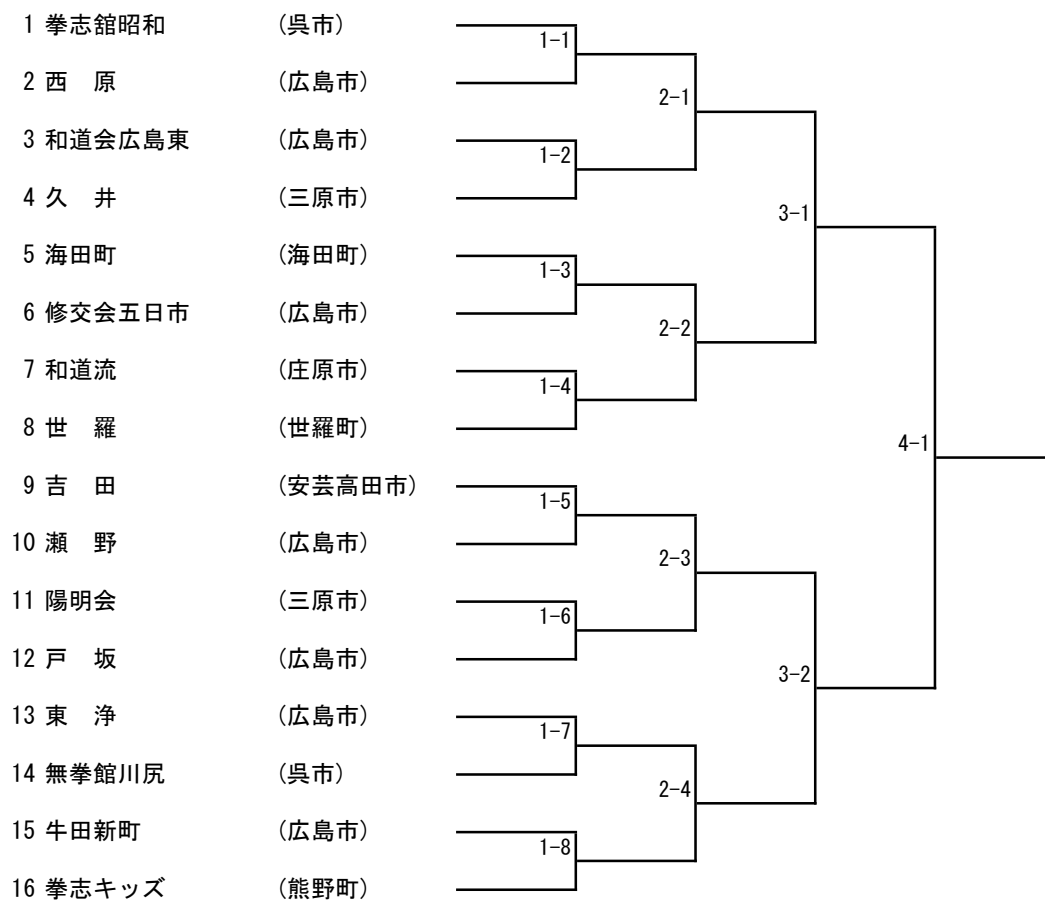 1 拳志舘昭和 (呉市)
1-1
2 西　原 (広島市)
2-1
3 和道会広島東 (広島市)
1-2
4 久　井 (三原市)
3-1
5 海田町 (海田町)
1-3
6 修交会五日市 (広島市)
2-2
7 和道流 (庄原市)
1-4
8 世　羅 (世羅町)
4-1
9 吉　田 (安芸高田市)
1-5
10 瀬　野 (広島市)
2-3
11 陽明会 (三原市)
1-6
12 戸　坂 (広島市)
3-2
13 東　浄 (広島市)
1-7
14 無拳館川尻 (呉市)
2-4
15 牛田新町 (広島市)
1-8
16 拳志キッズ (熊野町)